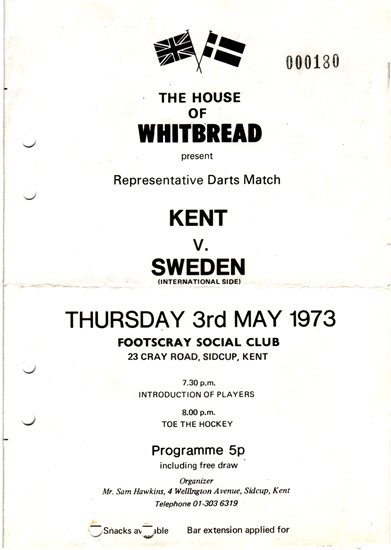 000180
THE HOUSE
OF
WHITBREAD
present
Representative Darts Match
KENT
V.
SWEDEN
(INTERNATIONAL SIDE)
THURSDAY 3rd MAY 1973
FOOTSCRAY SOCIAL CLUB
23 CRAY ROAD, SIDCUP, KENT
7.30 p.m.
INTRODUCTION OF PLAYERS
8.00 p.m.
TOE THE HOCKEY
Programme 5p
including free draw
Organizer
Mr. Sam Hawkins, 4 Wellington Avenue, Sidcup, Kent
Telephone 01-303 6319
Snacks Bar extension applied for